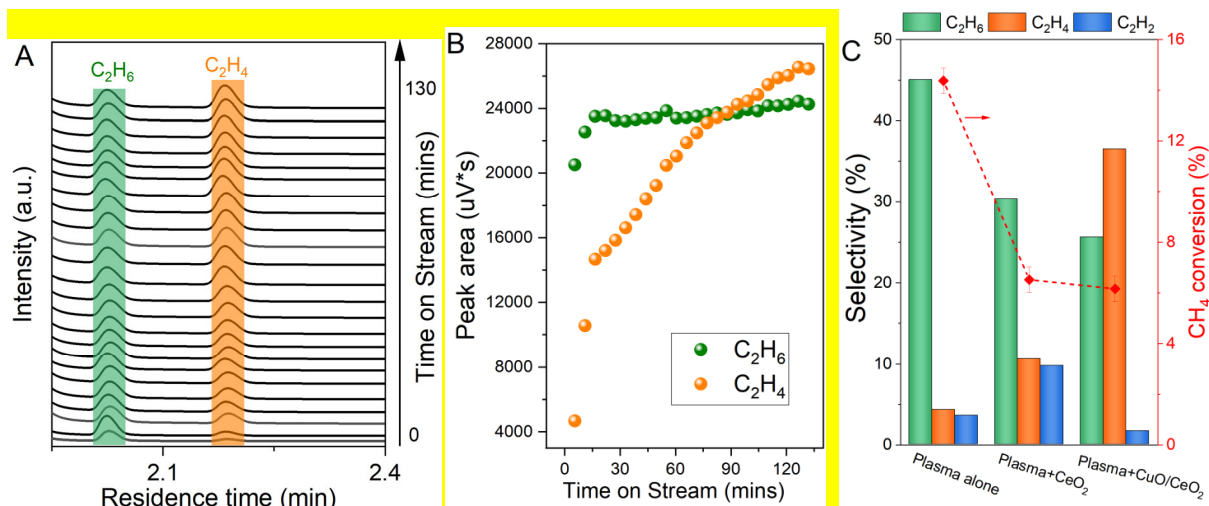 A
C₂H₆
C₂H₄
130
0
Intensity (a.u.)
Time on Stream (mins)
2.1
2.4
Residence time (min)
B
28000
24000
20000
16000
12000
8000
4000
Peak area (uV*s)
C₂H₆
C₂H₄
0
30
60
90
120
Time on Stream (mins)
C
C₂H₆
C₂H₄
C₂H₂
50
40
30
20
10
0
Selectivity (%)
16
12
8
4
0
CH₄ conversion (%)
Plasma alone
Plasma+CeO₂
Plasma+CuO/CeO₂